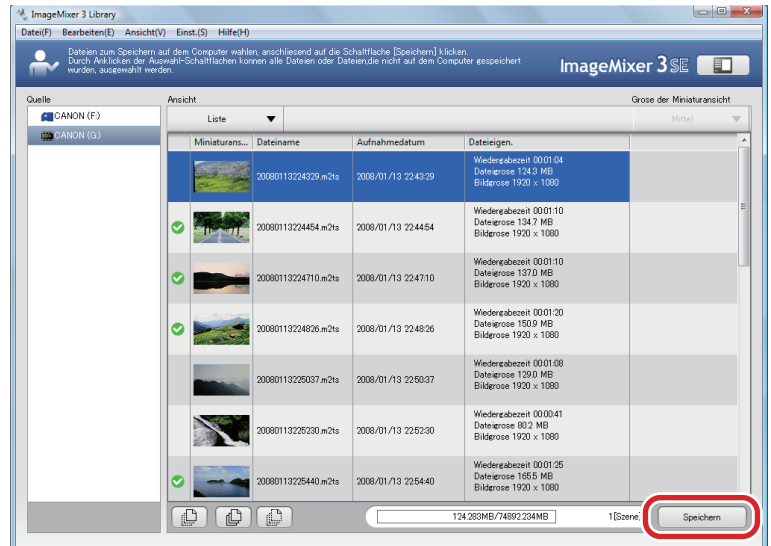 ImageMixer 3 Library
Datei(F) Bearbeiten(E) Ansicht(V) Einst.(S) Hilfe(H)
Dateien zum Speichern auf dem Computer wahlen, anschliesend auf die Schaltflache [Speichern] klicken.
Durch Anklicken der Auswahl-Schaltflachen konnen alle Dateien oder Dateien,die nicht auf dem Computer gespeichert
wurden, ausgewahlt werden.
ImageMixer 3 SE
Quelle
CANON (F:)
CANON (G:)
Ansicht
Grose der Miniaturansicht
Liste
Mittel
Miniaturans... Dateiname Aufnahmedatum Dateieigen.
20080113224329.m2ts 2008/01/13 22:43:29
Wiedergabezeit 00:01:04
Dateigrose 124.3 MB
Bildgrose 1920 x 1080
20080113224454.m2ts 2008/01/13 22:44:54
Wiedergabezeit 00:01:10
Dateigrose 134.7 MB
Bildgrose 1920 x 1080
20080113224710.m2ts 2008/01/13 22:47:10
Wiedergabezeit 00:01:10
Dateigrose 137.0 MB
Bildgrose 1920 x 1080
20080113224826.m2ts 2008/01/13 22:48:26
Wiedergabezeit 00:01:20
Dateigrose 150.9 MB
Bildgrose 1920 x 1080
20080113225037.m2ts 2008/01/13 22:50:37
Wiedergabezeit 00:01:08
Dateigrose 129.0 MB
Bildgrose 1920 x 1080
20080113225230.m2ts 2008/01/13 22:52:30
Wiedergabezeit 00:00:41
Dateigrose 80.2 MB
Bildgrose 1920 x 1080
20080113225440.m2ts 2008/01/13 22:54:40
Wiedergabezeit 00:01:25
Dateigrose 165.5 MB
Bildgrose 1920 x 1080
124.283MB/74892.234MB
1[Szene]
Speichern